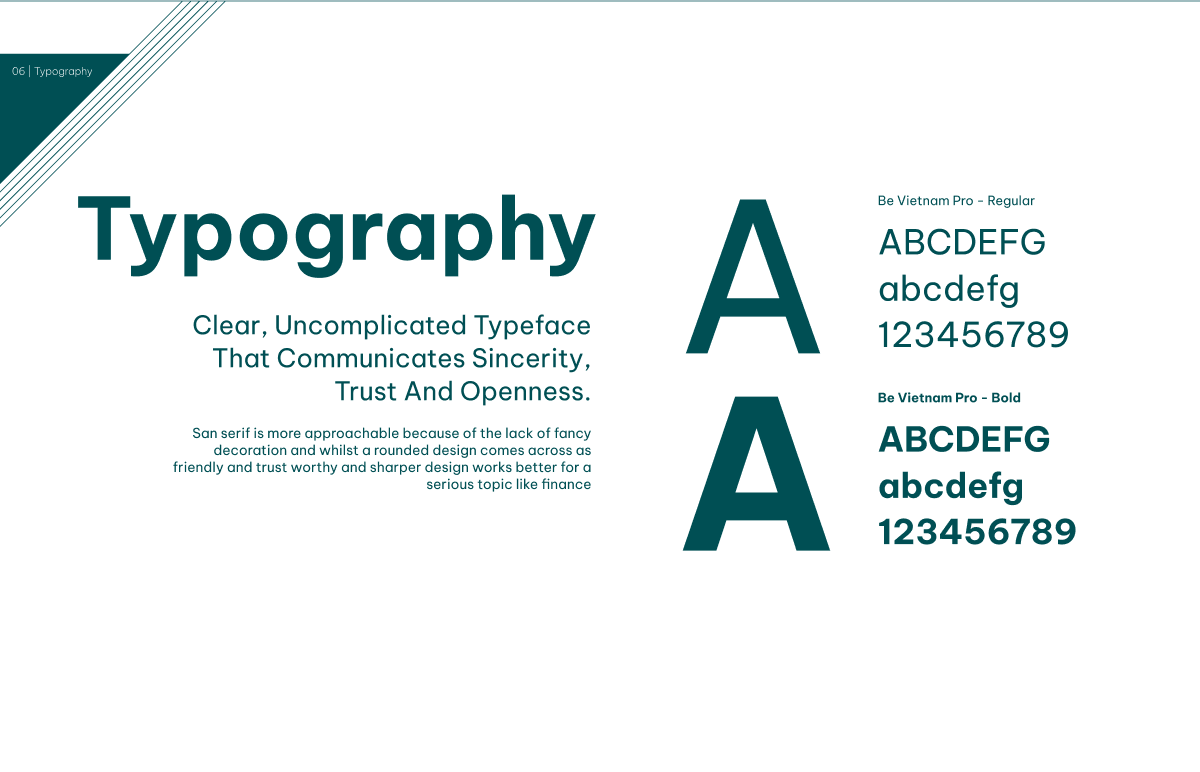 06 | Typography
Typography
Clear, Uncomplicated Typeface
That Communicates Sincerity,
Trust And Openness.
San serif is more approachable because of the lack of fancy
decoration and whilst a rounded design comes across as
friendly and trust worthy and sharper design works better for a
serious topic like finance
A
Be Vietnam Pro - Regular
ABCDEFG
abcdefg
123456789
A
Be Vietnam Pro - Bold
ABCDEFG
abcdefg
123456789